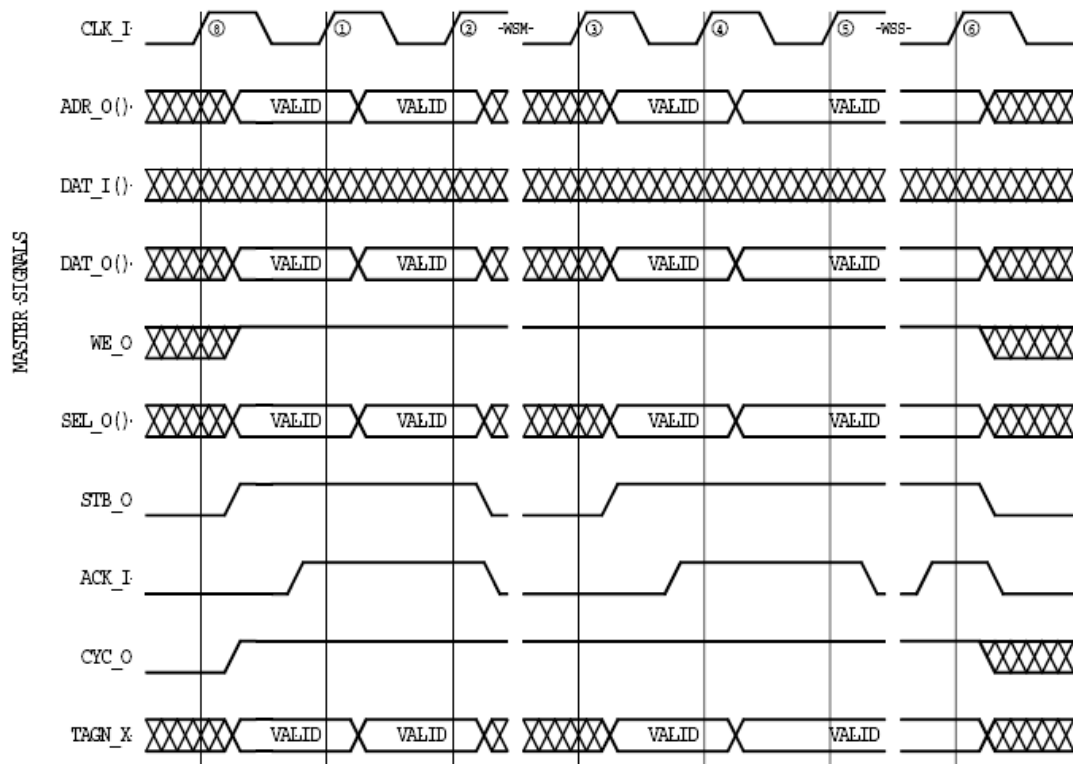 CLK_I
⓪ ① ② -WSM- ③ ④ ⑤ -WSS- ⑥
ADR_O() VALID VALID VALID VALID
DAT_I()
MASTER SIGNALS
DAT_O() VALID VALID VALID VALID
WE_O
SEL_O() VALID VALID VALID VALID
STB_O
ACK_I
CYC_O
TAGN_X VALID VALID VALID VALID